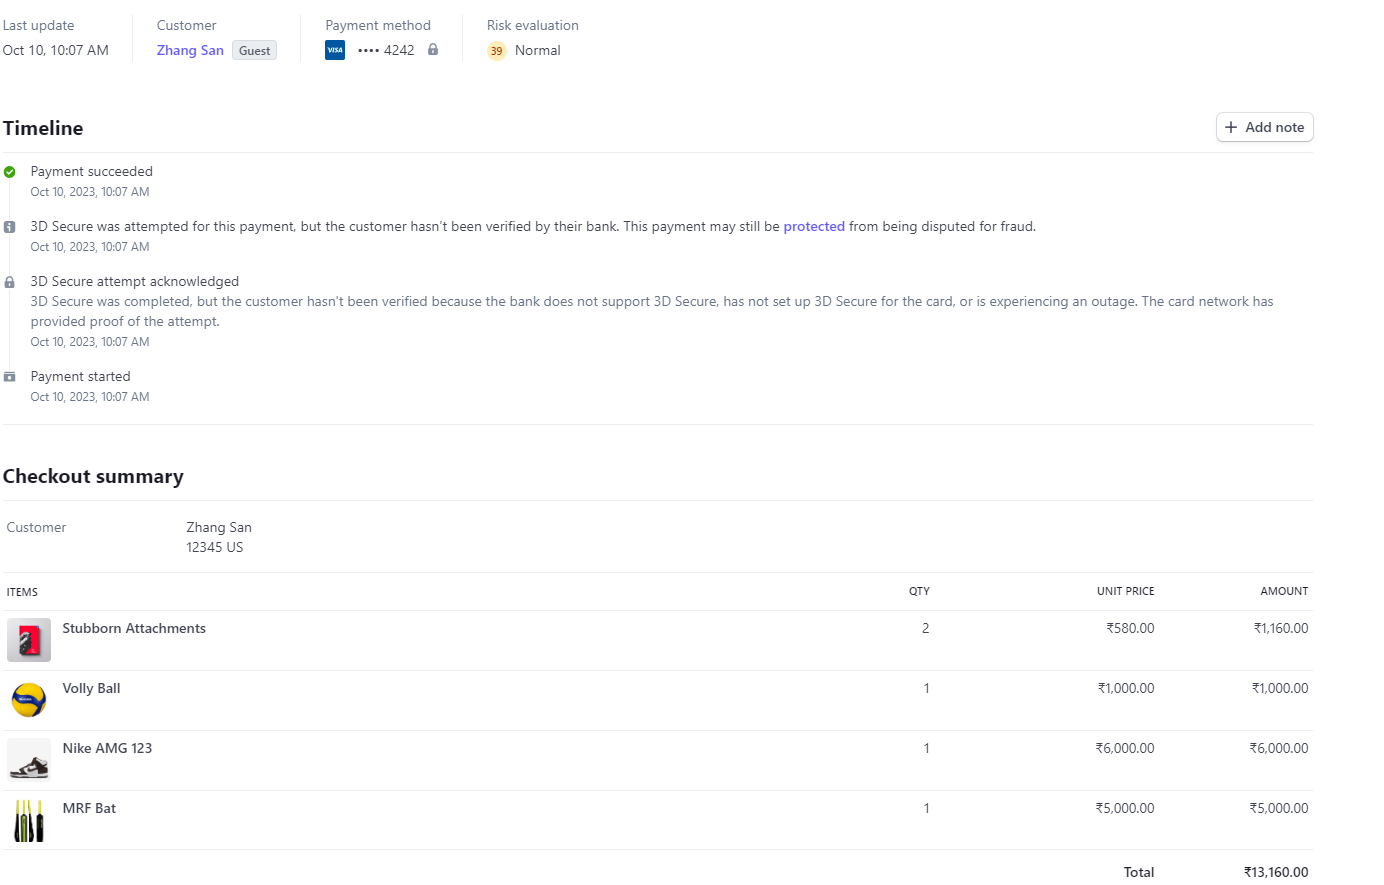 Last update
Customer
Payment method
Risk evaluation
Oct 10, 10:07 AM
Zhang San Guest
VISA •••• 4242
39 Normal
Timeline
+ Add note
Payment succeeded
Oct 10, 2023, 10:07 AM
3D Secure was attempted for this payment, but the customer hasn't been verified by their bank. This payment may still be protected from being disputed for fraud.
Oct 10, 2023, 10:07 AM
3D Secure attempt acknowledged
3D Secure was completed, but the customer hasn't been verified because the bank does not support 3D Secure, has not set up 3D Secure for the card, or is experiencing an outage. The card network has
provided proof of the attempt.
Oct 10, 2023, 10:07 AM
Payment started
Oct 10, 2023, 10:07 AM
Checkout summary
Customer Zhang San
12345 US
ITEMS QTY UNIT PRICE AMOUNT
Stubborn Attachments 2 ₹580.00 ₹1,160.00
Volly Ball 1 ₹1,000.00 ₹1,000.00
Nike AMG 123 1 ₹6,000.00 ₹6,000.00
MRF Bat 1 ₹5,000.00 ₹5,000.00
Total ₹13,160.00